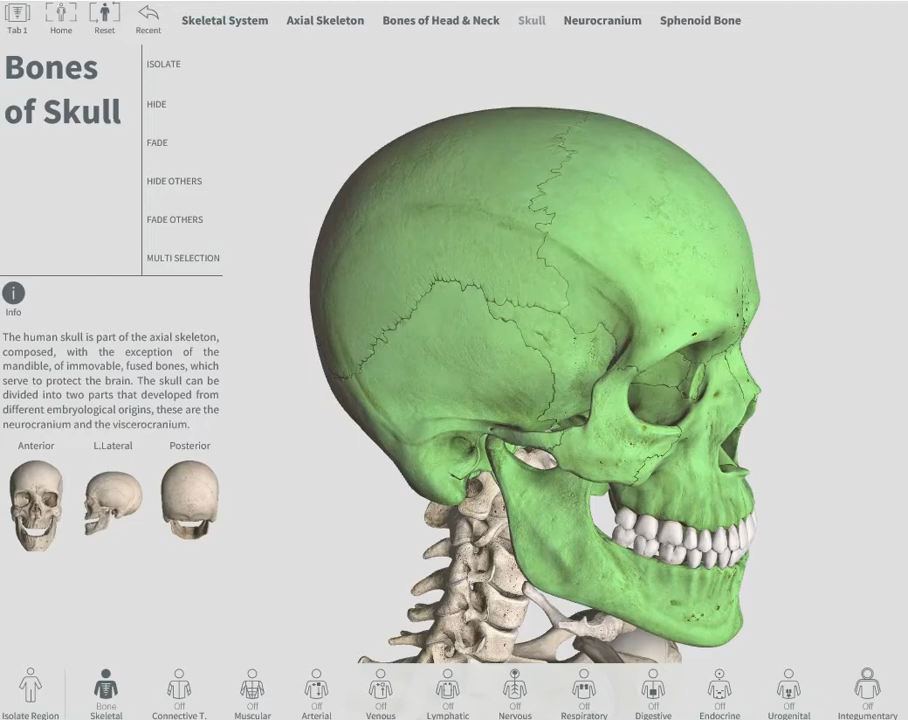 Skeletal System Axial Skeleton Bones of Head & Neck Skull Neurocranium Sphenoid Bone
Tab 1 Home Reset Recent
Bones
of Skull
ISOLATE
HIDE
FADE
HIDE OTHERS
FADE OTHERS
MULTI SELECTION
i
Info
The human skull is part of the axial skeleton,
composed, with the exception of the
mandible, of immovable, fused bones, which
serve to protect the brain. The skull can be
divided into two parts that developed from
different embryological origins, these are the
neurocranium and the viscerocranium.
Anterior L.Lateral Posterior
Bone Off Off Off Off Off Off Off Off Off Off Off
Isolate Region Skeletal Connective T. Muscular Arterial Venous Lymphatic Nervous Respiratory Digestive Endocrine Urogenital Integumentary